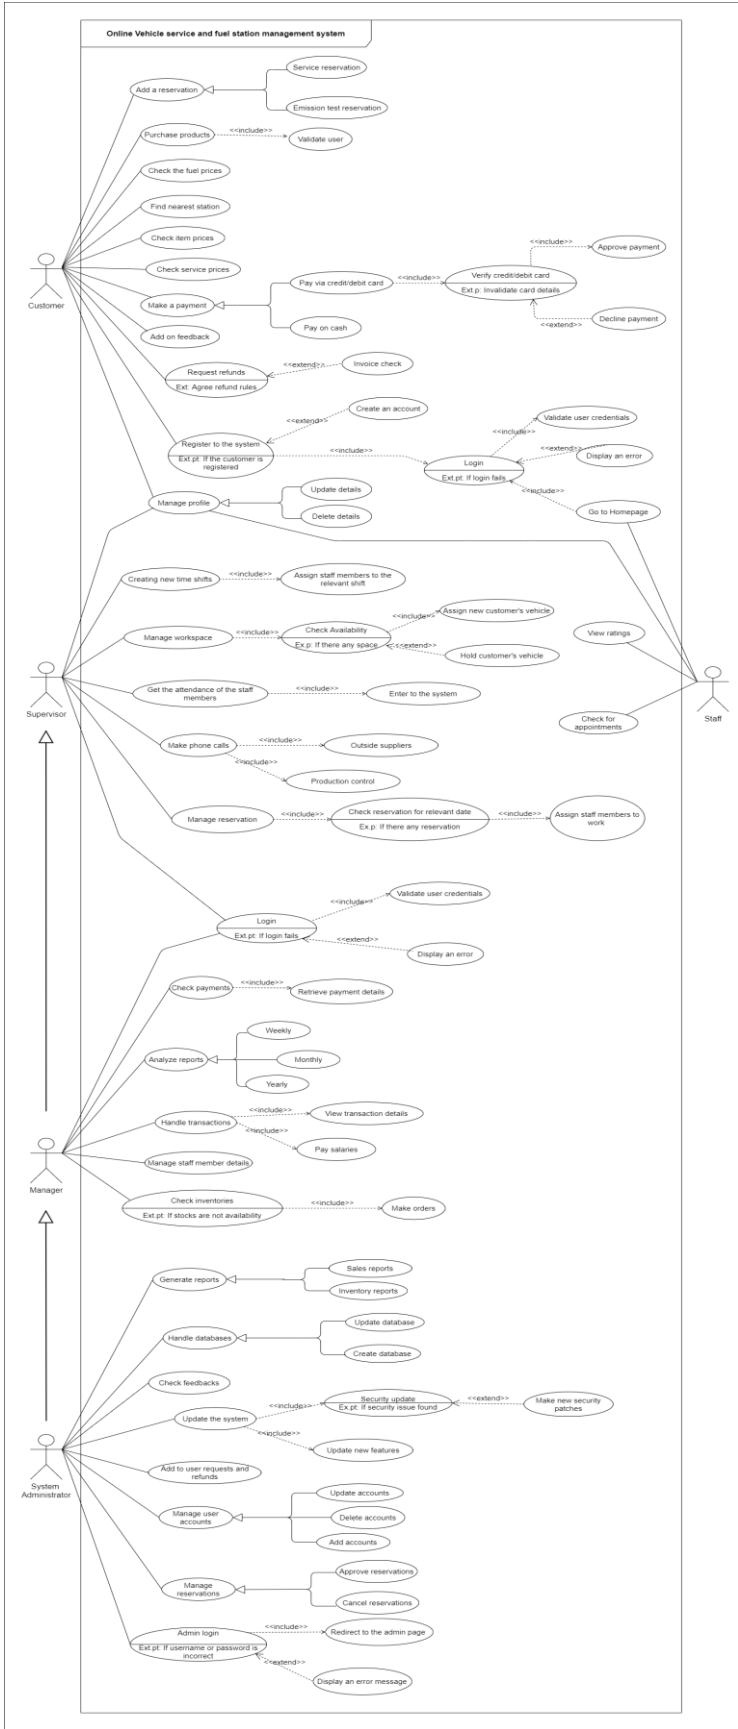 Online Vehicle service and fuel station management system
Service reservation
Add a reservation
Emission test reservation
Purchase products
<<include>>
Validate user
Check the fuel prices
Find nearest station
Check item prices
<<include>>
Approve payment
Check service prices
Customer
Pay via credit/debit card
<<include>>
Verify credit/debit card
Ex.p: Invalidate card details
Make a payment
Pay on cash
<<extend>>
Decline payment
Add on feedback
Request refunds
Ext: Agree refund rules
<<extend>>
Invoice check
Create an account
<<extend>>
Validate user credentials
Register to the system
Ext.pt: If the customer is
registered
<<include>>
<<include>>
<<extend>>
Display an error
Login
Ext.pt: If login fails
<<include>>
Go to Homepage
Manage profile
Update details
Delete details
Creating new time shifts
<<include>>
Assign staff members to the
relevant shift
Manage workspace
<<include>>
Check Availability
Ex.p: If there any space
<<include>>
Assign new customer's vehicle
<<extend>>
Hold customer's vehicle
View ratings
Supervisor
Get the attendance of the staff
members
<<include>>
Enter to the system
Staff
Check for
appointments
Make phone calls
<<include>>
Outside suppliers
<<include>>
Production control
Manage reservation
<<include>>
Check reservation for relevant date
Ex.p: If there any reservation
<<include>>
Assign staff members to
work
Login
Ext.pt: If login fails
<<include>>
Validate user credentials
<<extend>>
Display an error
Check payments
<<include>>
Retrieve payment details
Analyze reports
Weekly
Monthly
Yearly
Handle transactions
<<include>>
View transaction details
<<include>>
Pay salaries
Manager
Manage staff member details
Check inventories
Ext.pt: If stocks are not availability
<<include>>
Make orders
Generate reports
Sales reports
Inventory reports
Handle databases
Update database
Create database
Check feedbacks
Update the system
<<include>>
Security update
Ex.pt: If security issue found
<<extend>>
Make new security
patches
<<include>>
Update new features
System
Administrator
Add to user requests and
refunds
Manage user
accounts
Update accounts
Delete accounts
Add accounts
Manage
reservations
Approve reservations
Cancel reservations
Admin login
Ext.pt: If username or password is
incorrect
<<include>>
Redirect to the admin page
<<extend>>
Display an error message